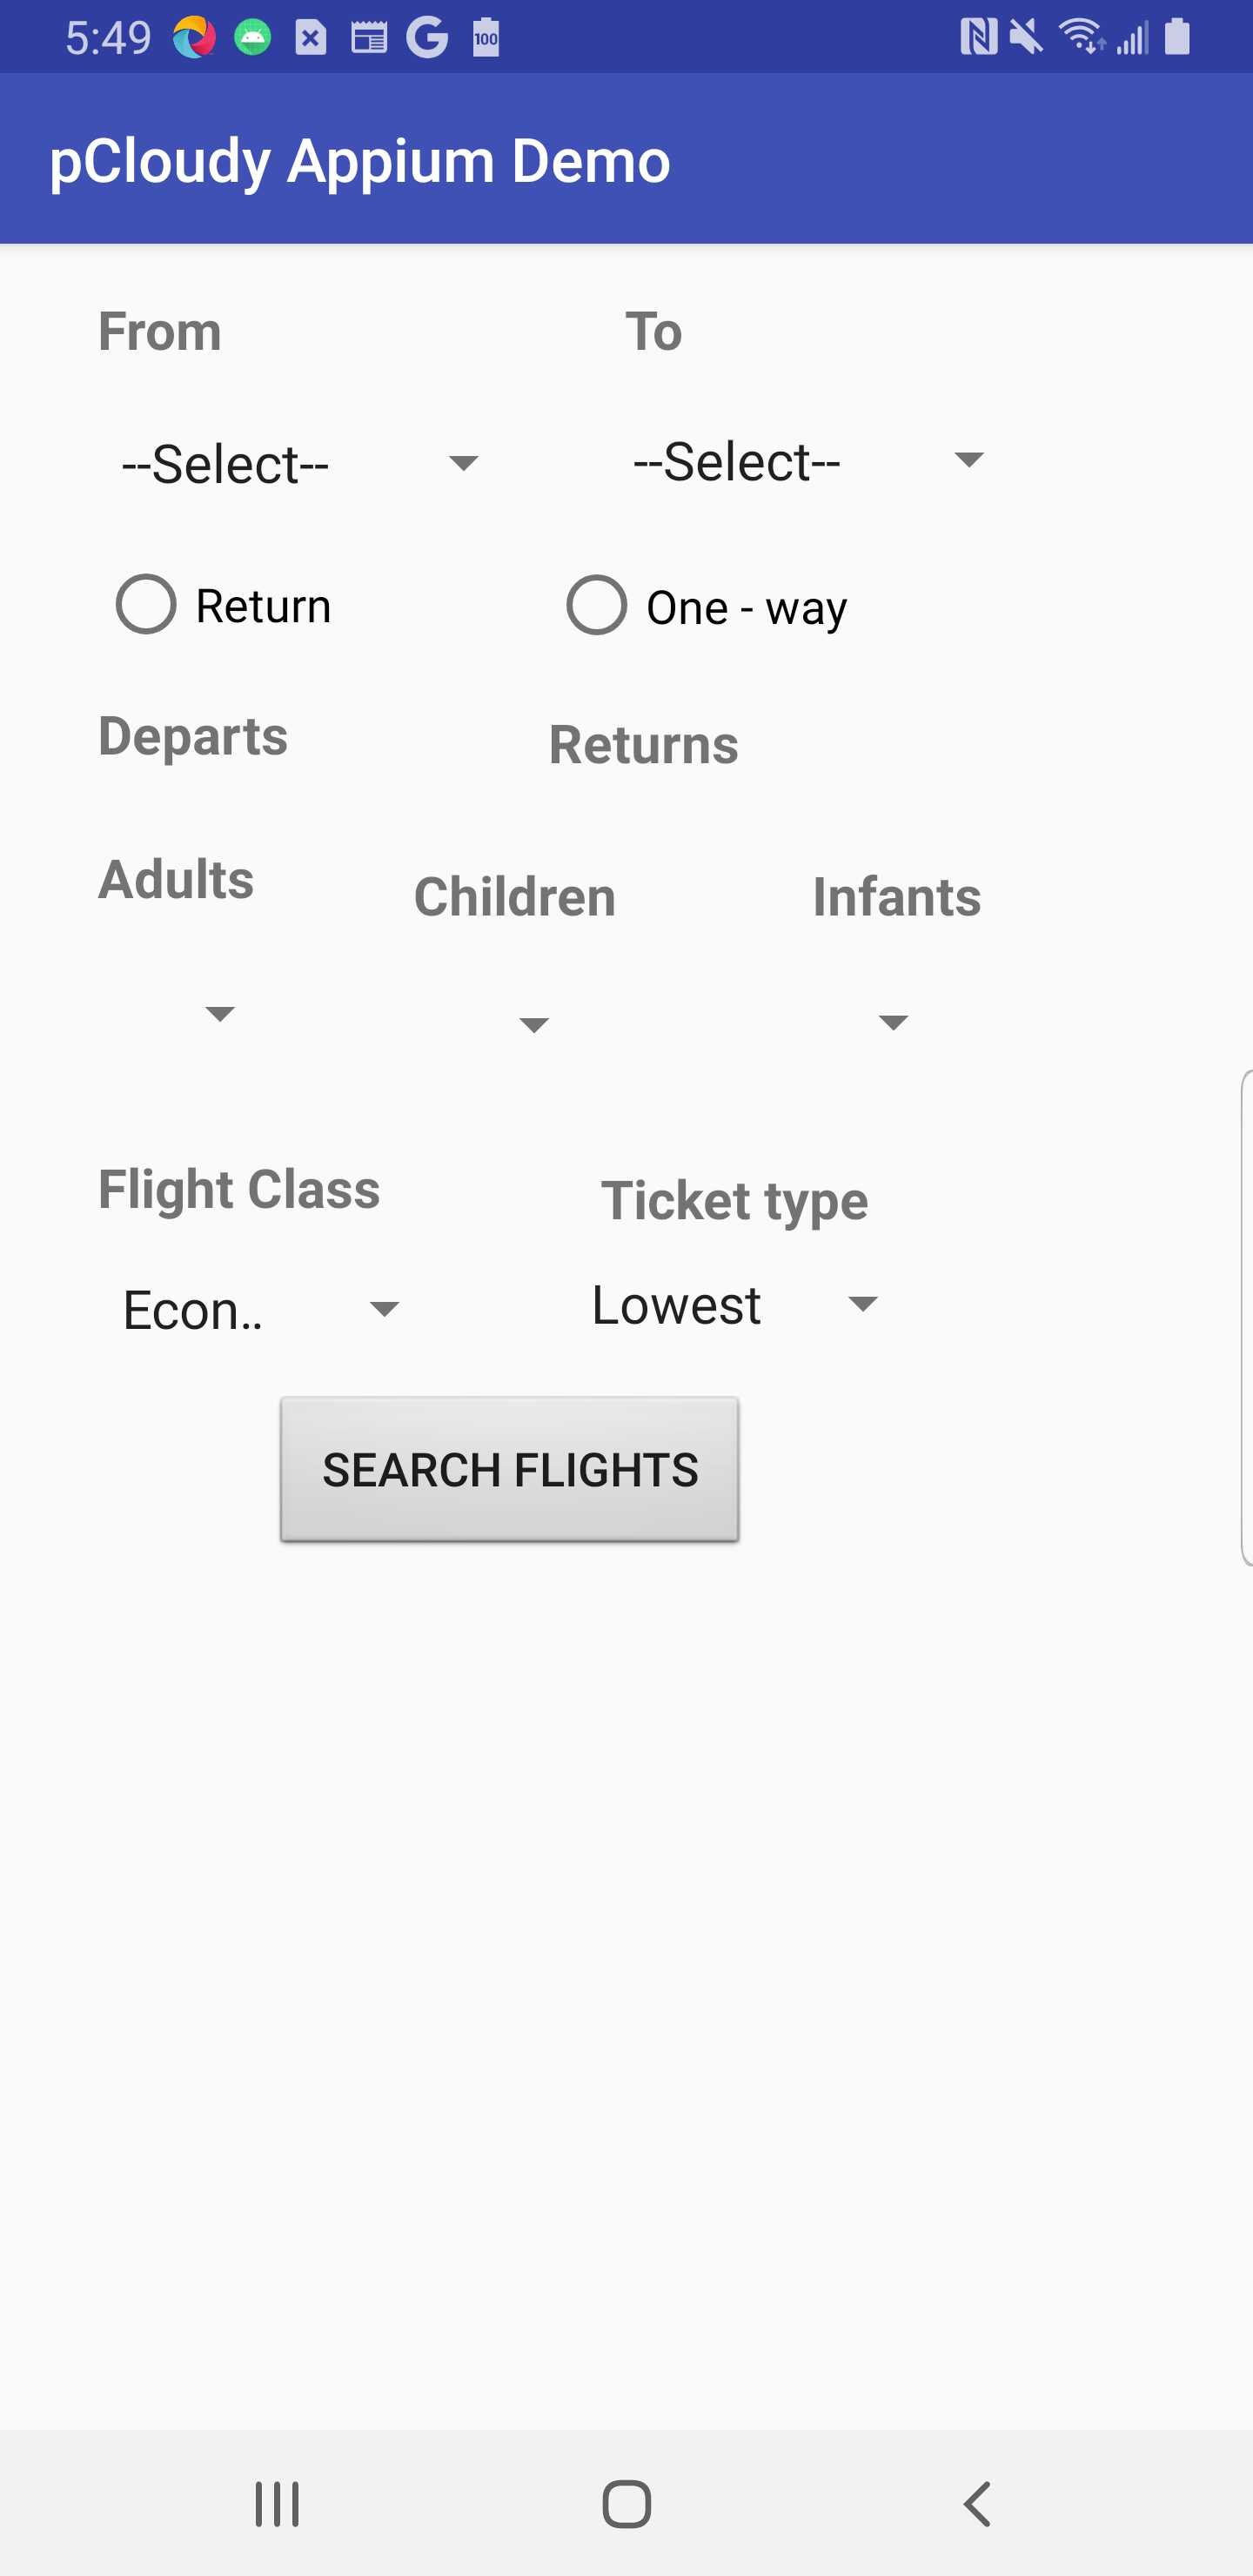 5:49 100
pCloudy Appium Demo
From To
--Select-- --Select--
Return One - way
Departs Returns
Adults Children Infants
Flight Class Ticket type
Econ.. Lowest
SEARCH FLIGHTS